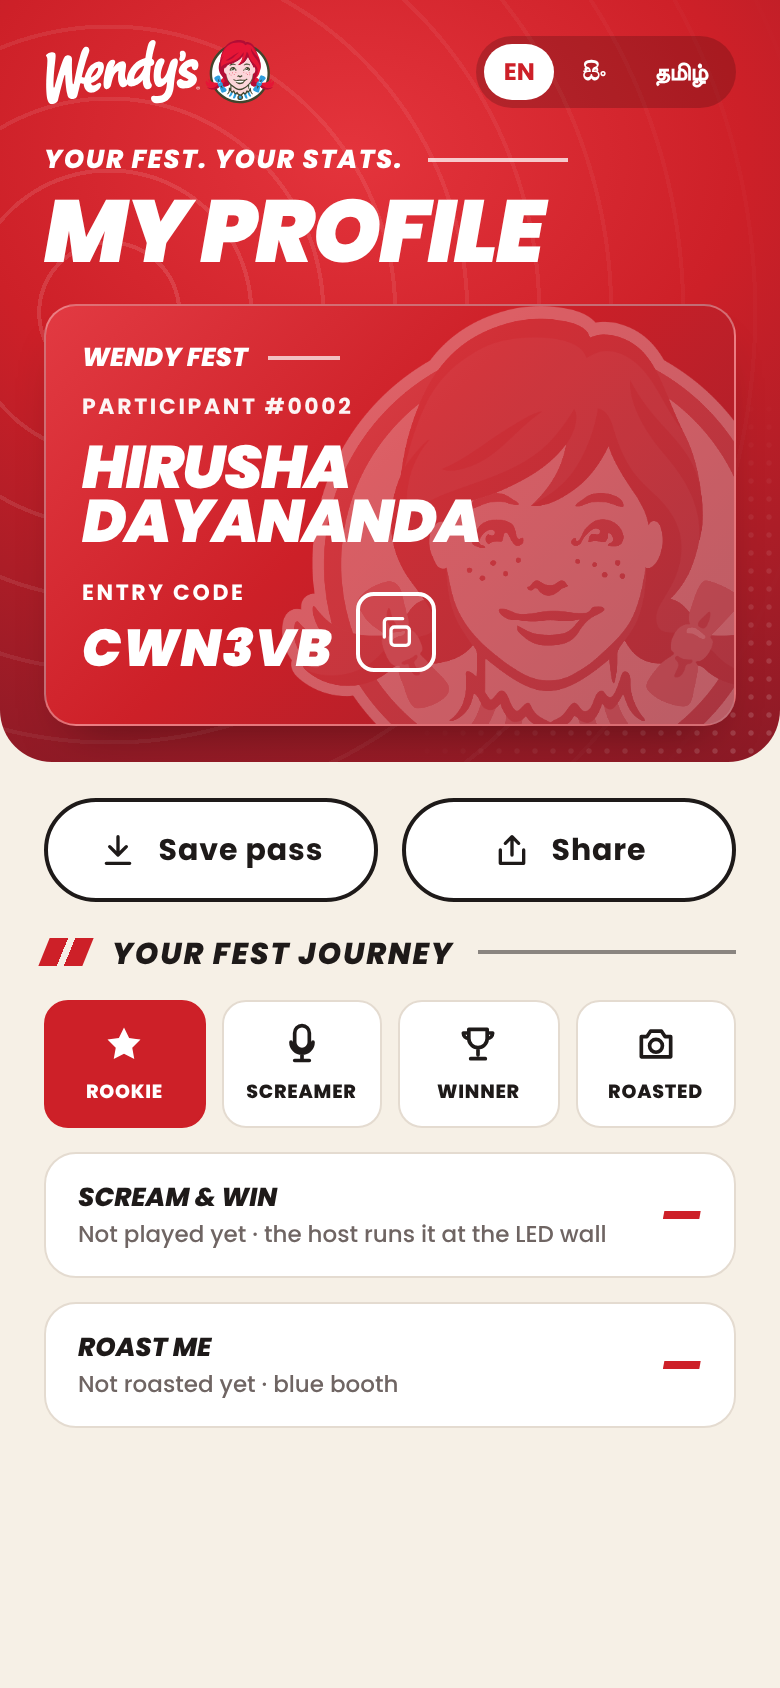 Wendy's
EN සිං தமிழ்
YOUR FEST. YOUR STATS.
MY PROFILE
WENDY FEST
PARTICIPANT #0002
HIRUSHA
DAYANANDA
ENTRY CODE
CWN3VB
Save pass
Share
YOUR FEST JOURNEY
ROOKIE
SCREAMER
WINNER
ROASTED
SCREAM & WIN
Not played yet · the host runs it at the LED wall
ROAST ME
Not roasted yet · blue booth